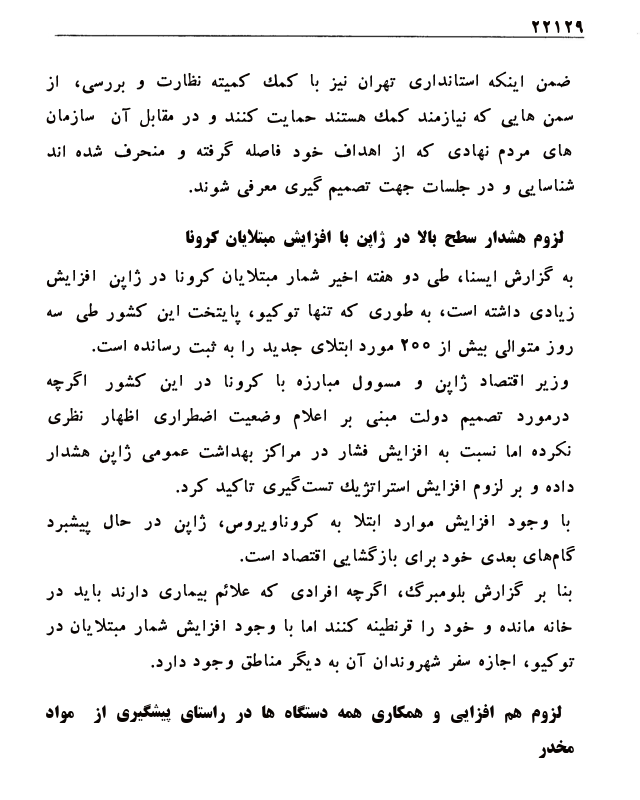 ۲۲۱۲۹
ضمن اینکه استانداری تهران نیز با کمک کمیته نظارت و بررسی، از
سمن هایی که نیازمند کمک هستند حمایت کنند و در مقابل آن سازمان
های مردم نهادی که از اهداف خود فاصله گرفته و منحرف شده اند
شناسایی و در جلسات جهت تصمیم گیری معرفی شوند.
لزوم هشدار سطح بالا در ژاپن با افزایش مبتلایان کرونا
به گزارش ایسنا، طی دو هفته اخیر شمار مبتلایان کرونا در ژاپن افزایش
زیادی داشته است، به طوری که تنها توکیو، پایتخت این کشور طی سه
روز متوالی بیش از ۲۰۰ مورد ابتلای جدید را به ثبت رسانده است.
وزیر اقتصاد ژاپن و مسوول مبارزه با کرونا در این کشور اگرچه
درمورد تصمیم دولت مبنی بر اعلام وضعیت اضطراری اظهار نظری
نکرده اما نسبت به افزایش فشار در مراکز بهداشت عمومی ژاپن هشدار
داده و بر لزوم افزایش استراتژیک تست‌گیری تاکید کرد.
با وجود افزایش موارد ابتلا به کروناویروس، ژاپن در حال پیشبرد
گام‌های بعدی خود برای بازگشایی اقتصاد است.
بنا بر گزارش بلومبرگ، اگرچه افرادی که علائم بیماری دارند باید در
خانه مانده و خود را قرنطینه کنند اما با وجود افزایش شمار مبتلایان در
توکیو، اجازه سفر شهروندان آن به دیگر مناطق وجود دارد.
لزوم هم افزایی و همکاری همه دستگاه ها در راستای پیشگیری از مواد
مخدر